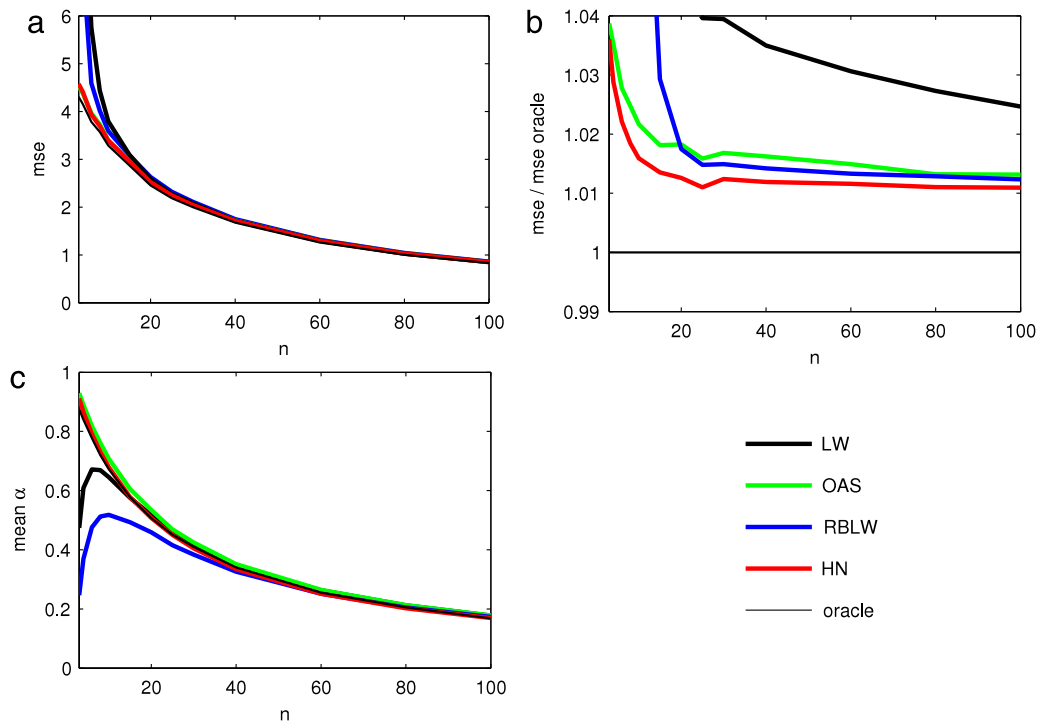 a
mse
6
5
4
3
2
1
0
20 40 60 80 100
n
b
mse / mse oracle
1.04
1.03
1.02
1.01
1
0.99
20 40 60 80 100
n
c
mean α
1
0.8
0.6
0.4
0.2
0
20 40 60 80 100
n
LW
OAS
RBLW
HN
oracle